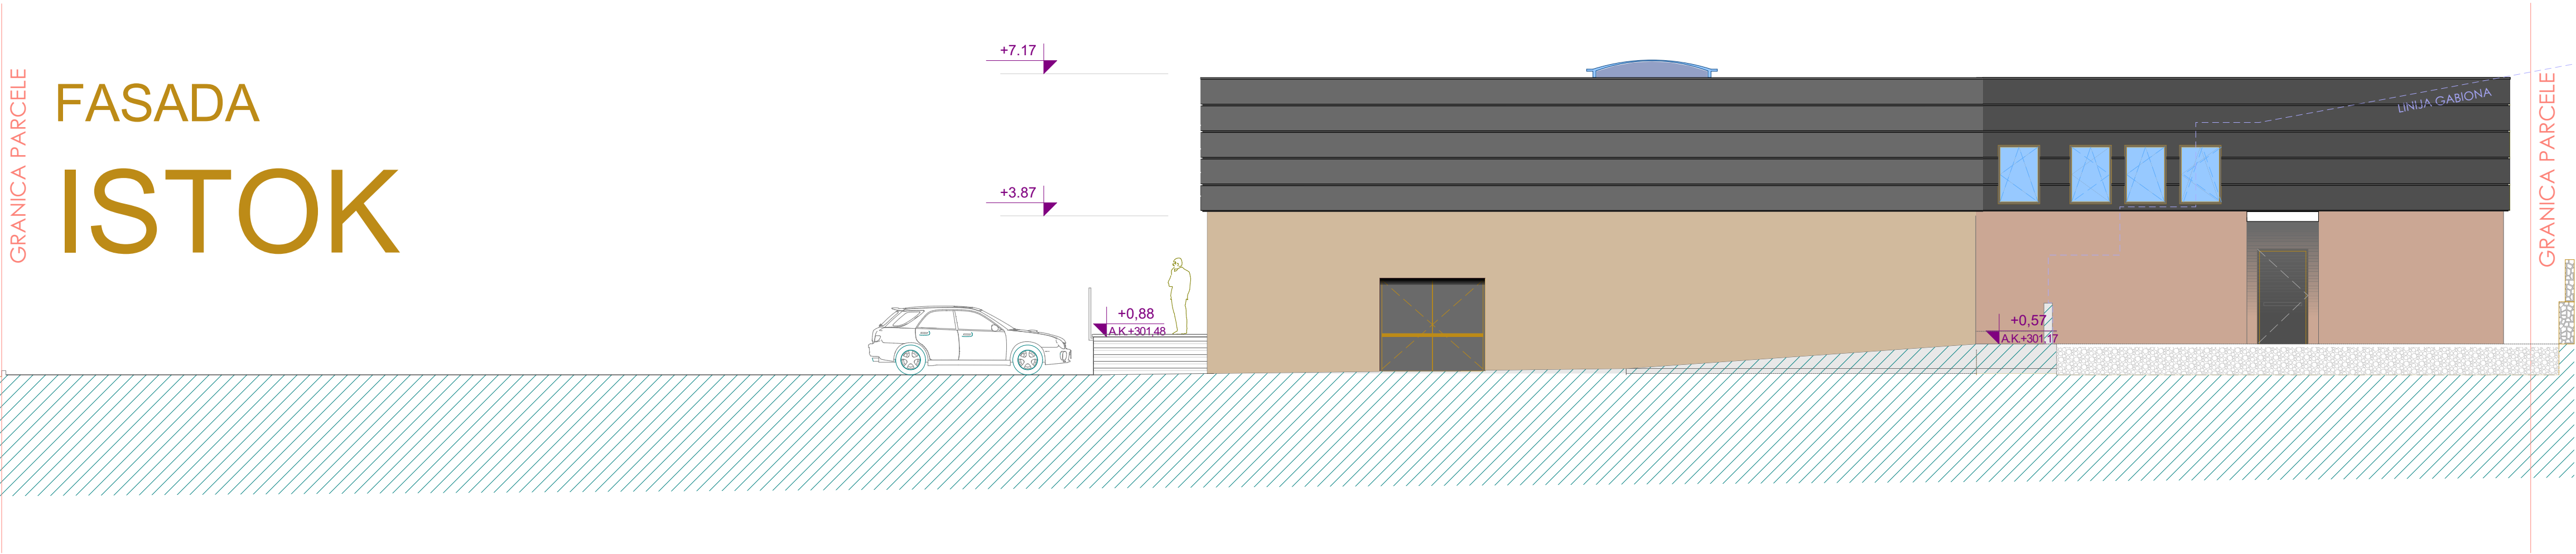 GRANICA PARCELE
FASADA
ISTOK
+7.17
+3.87
+0,88
A.K.+301,48
+0,57
A.K.+301,17
LINIJA GABIONA
GRANICA PARCELE